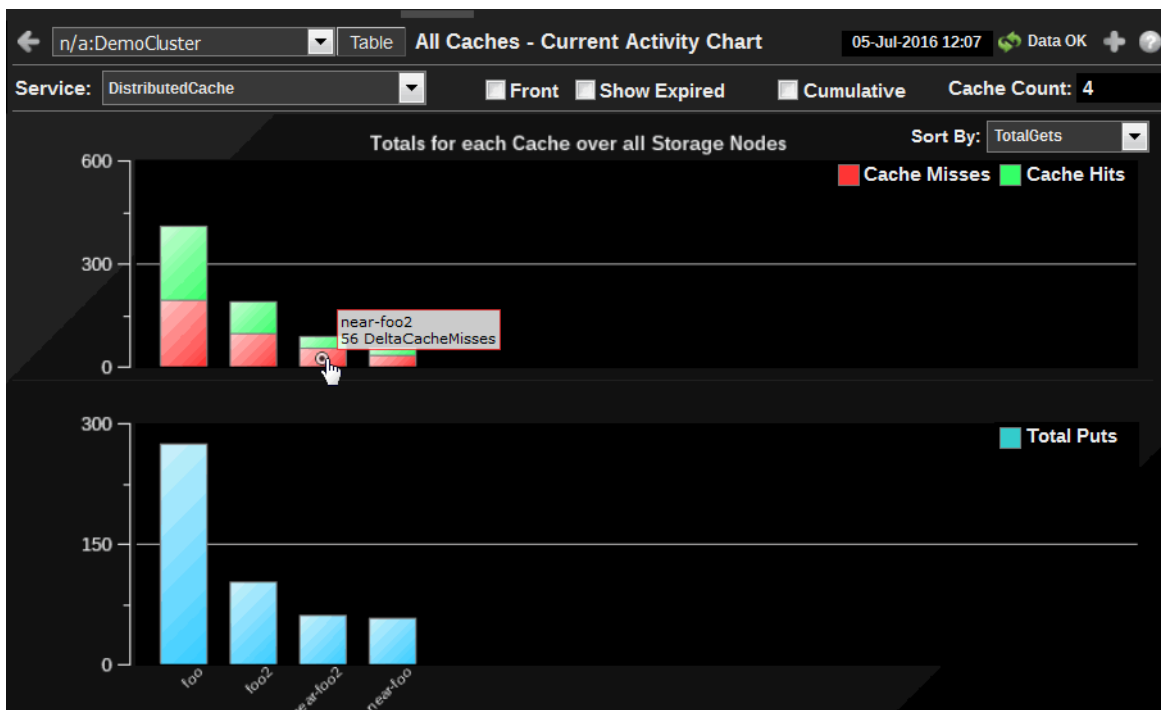 n/a:DemoCluster Table All Caches - Current Activity Chart 05-Jul-2016 12:07 Data OK + ?
Service: DistributedCache Front Show Expired Cumulative Cache Count: 4
Totals for each Cache over all Storage Nodes
Sort By: TotalGets
Cache Misses Cache Hits
600
300
0
near-foo2
56 DeltaCacheMisses
Total Puts
300
150
0
foo foo2 near-foo2 near-foo